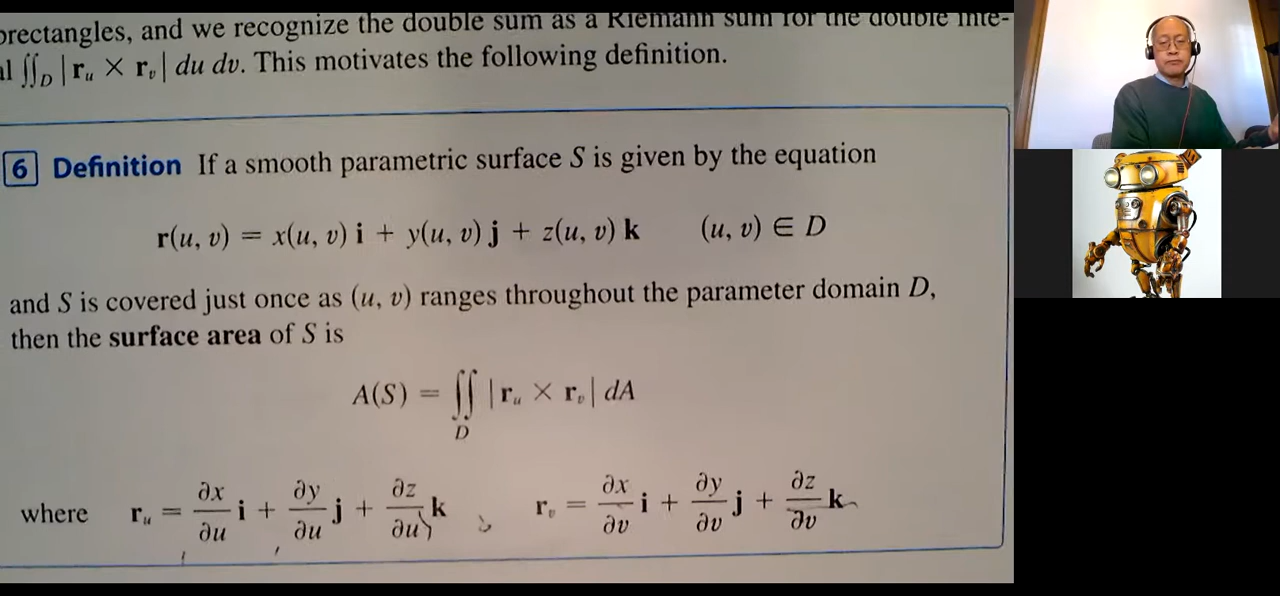 orectangles, and we recognize the double sum as a Riemann sum for the double inte-
al ∬_D |r_u × r_v| du dv. This motivates the following definition.
6 Definition If a smooth parametric surface S is given by the equation
r(u, v) = x(u, v) i + y(u, v) j + z(u, v) k (u, v) ∈ D
and S is covered just once as (u, v) ranges throughout the parameter domain D,
then the surface area of S is
A(S) = ∬_D |r_u × r_v| dA
where r_u = ∂x/∂u i + ∂y/∂u j + ∂z/∂u k r_v = ∂x/∂v i + ∂y/∂v j + ∂z/∂v k